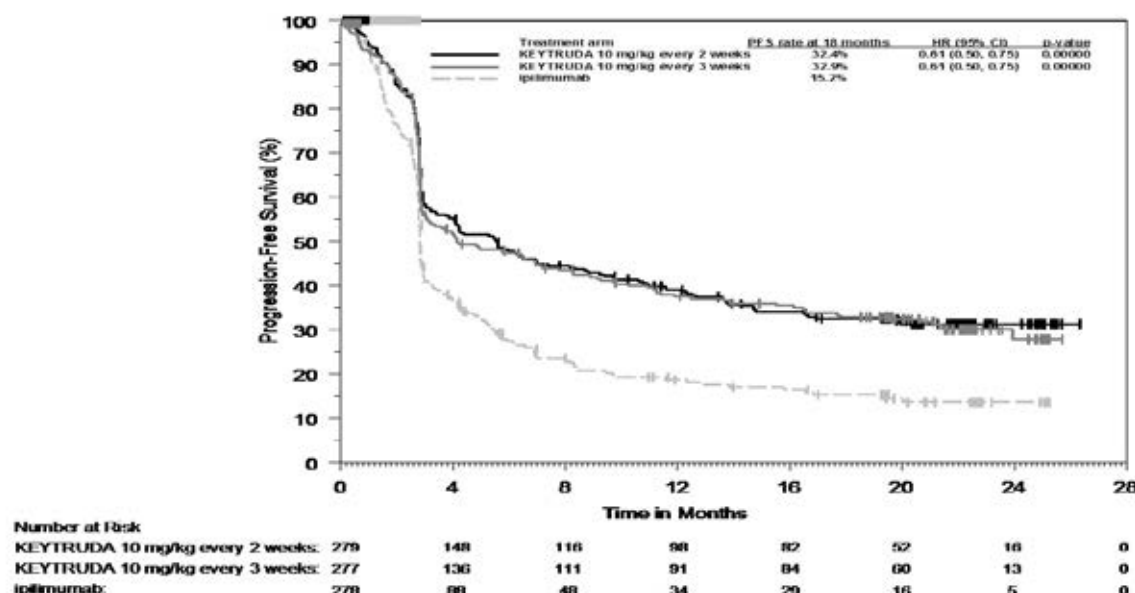 Treatment arm PFS rate at 18 months HR (95% CI) p-value
KEYTRUDA 10 mg/kg every 2 weeks 32.4% 0.61 (0.50, 0.75) 0.00000
KEYTRUDA 10 mg/kg every 3 weeks 32.9% 0.61 (0.50, 0.75) 0.00000
ipilimumab 15.2%
Progression-Free Survival (%)
100
90
80
70
60
50
40
30
20
10
0
0 4 8 12 16 20 24 28
Time in Months
Number at Risk
KEYTRUDA 10 mg/kg every 2 weeks: 279 148 116 98 82 52 16 0
KEYTRUDA 10 mg/kg every 3 weeks: 277 136 111 91 84 60 13 0
ipilimumab: 278 88 48 34 29 16 5 0